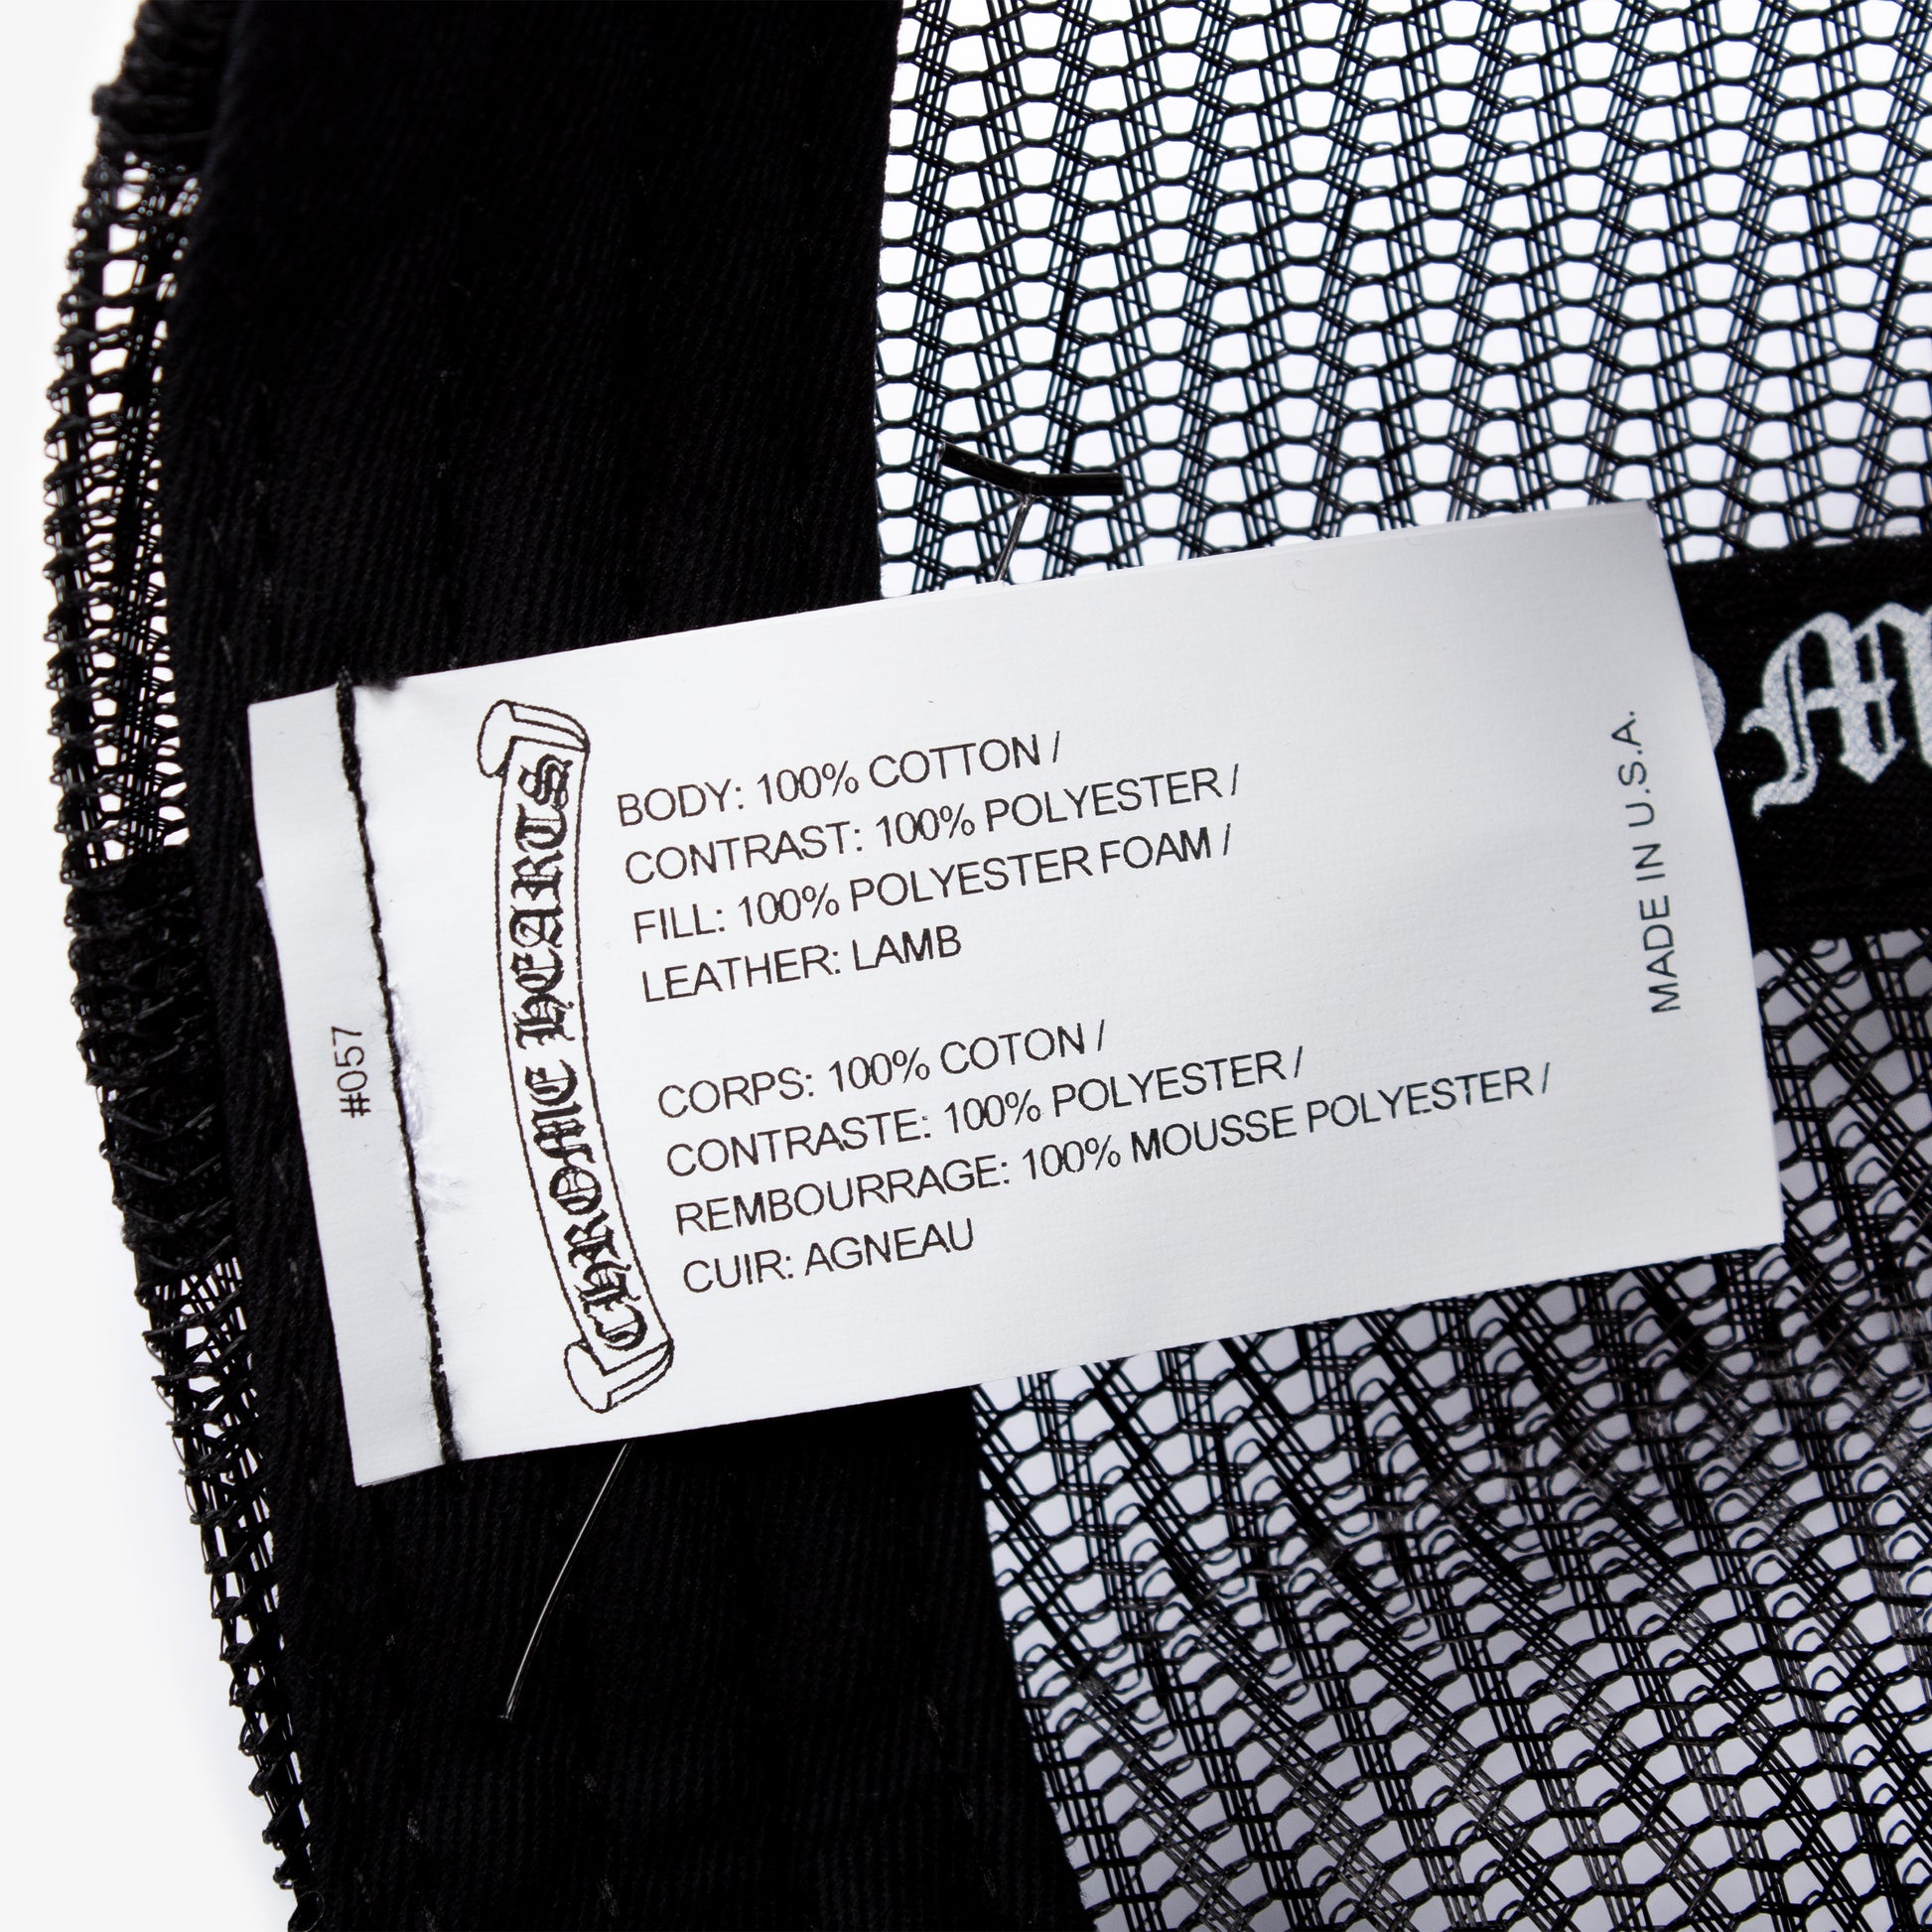 #057
CHROME HEARTS
BODY: 100% COTTON /
CONTRAST: 100% POLYESTER /
FILL: 100% POLYESTER FOAM /
LEATHER: LAMB
CORPS: 100% COTON /
CONTRASTE: 100% POLYESTER /
REMBOURRAGE: 100% MOUSSE POLYESTER /
CUIR: AGNEAU
MADE IN U.S.A.